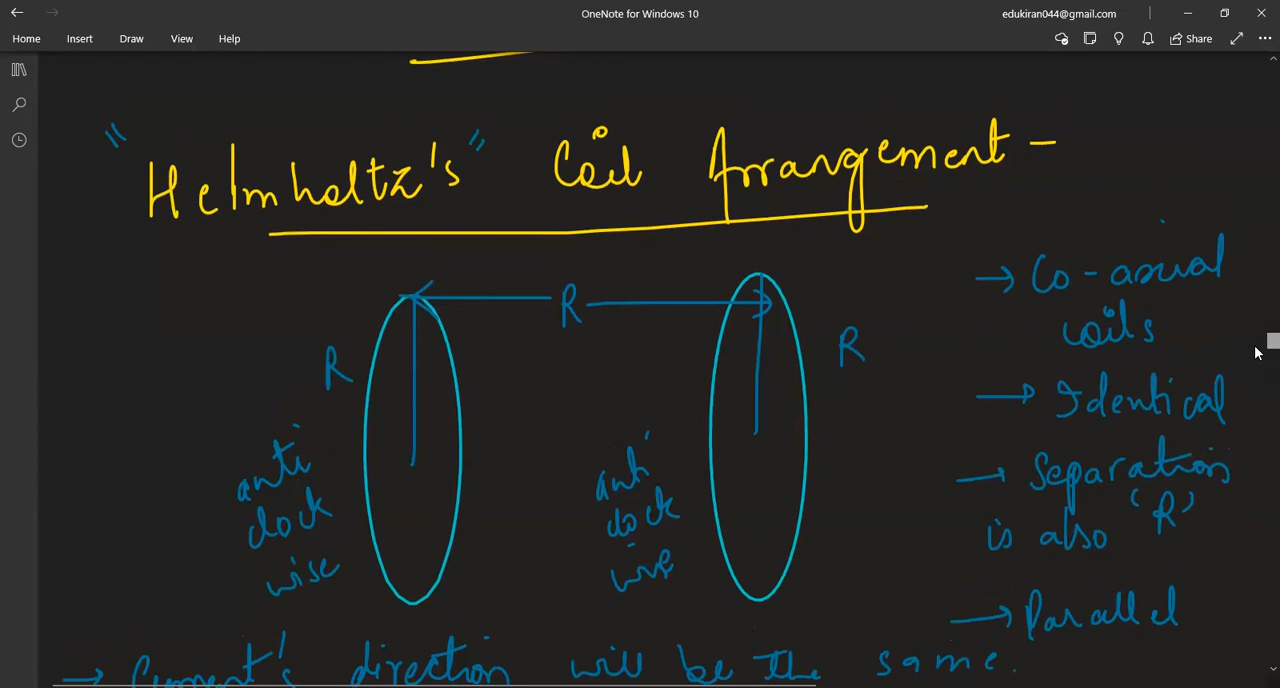 OneNote for Windows 10
edukiran044@gmail.com
Home Insert Draw View Help
Share
"Helmholtz's" Coil Arrangement -
R
R
R
anti
clock
wise
anti
clock
wise
→ Co-axial
coils
→ Identical
→ Separation
is also 'R'
→ Parallel
→ Current's direction will be the same.